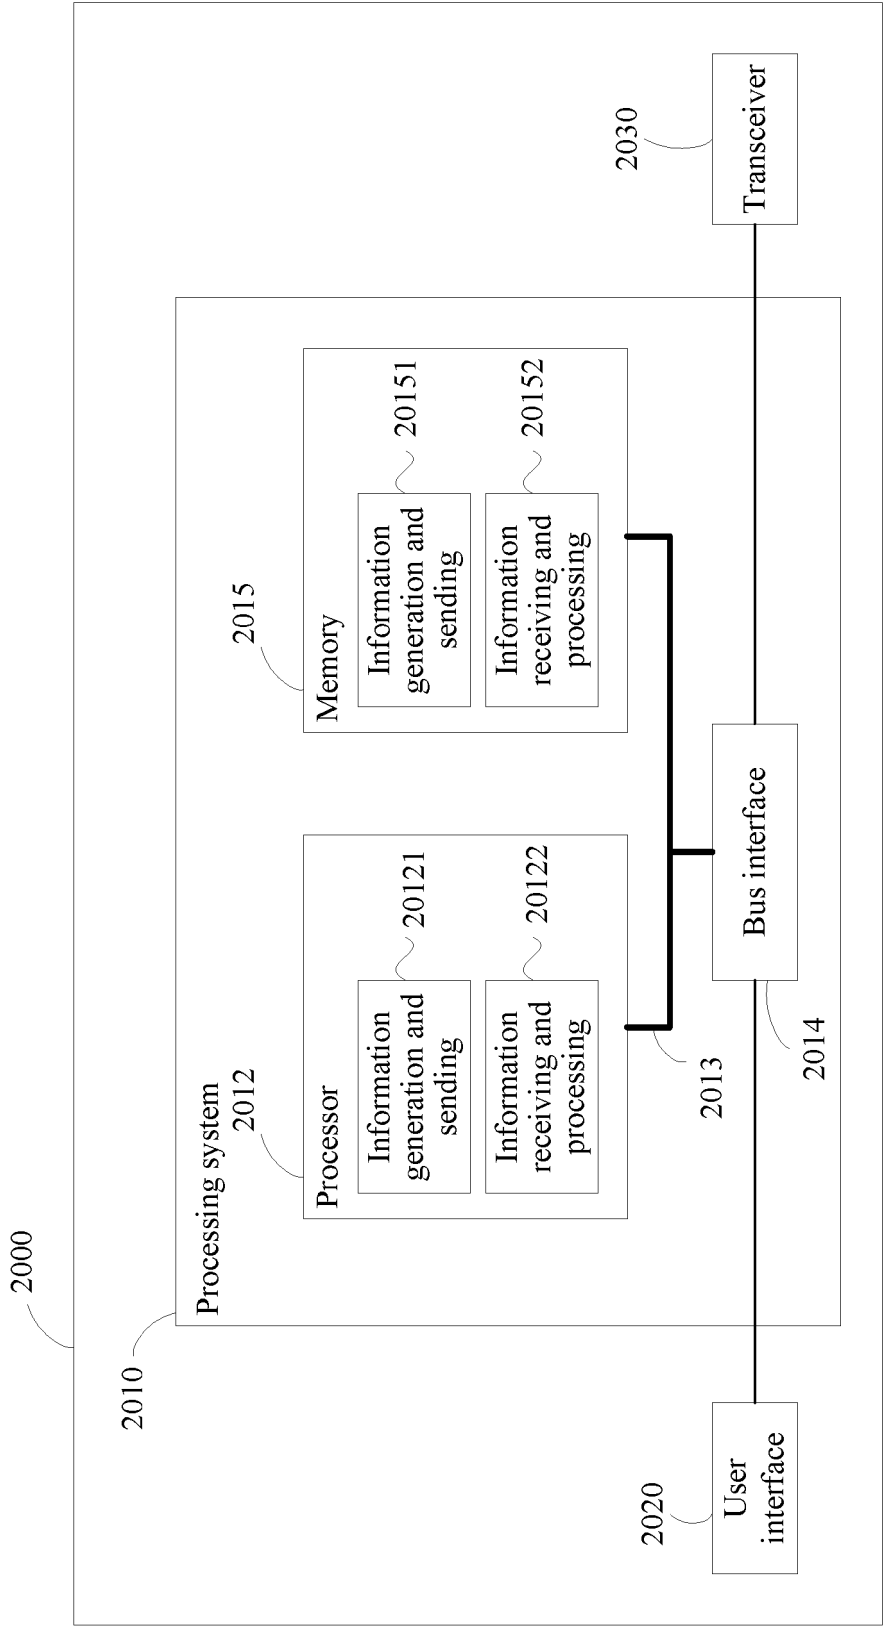 2000
2010
Processing system
2012
Processor
Information
generation and
sending
20121
Information
receiving and
processing
20122
2015
Memory
Information
generation and
sending
20151
Information
receiving and
processing
20152
2013
2020
User
interface
2014
Bus interface
2030
Transceiver